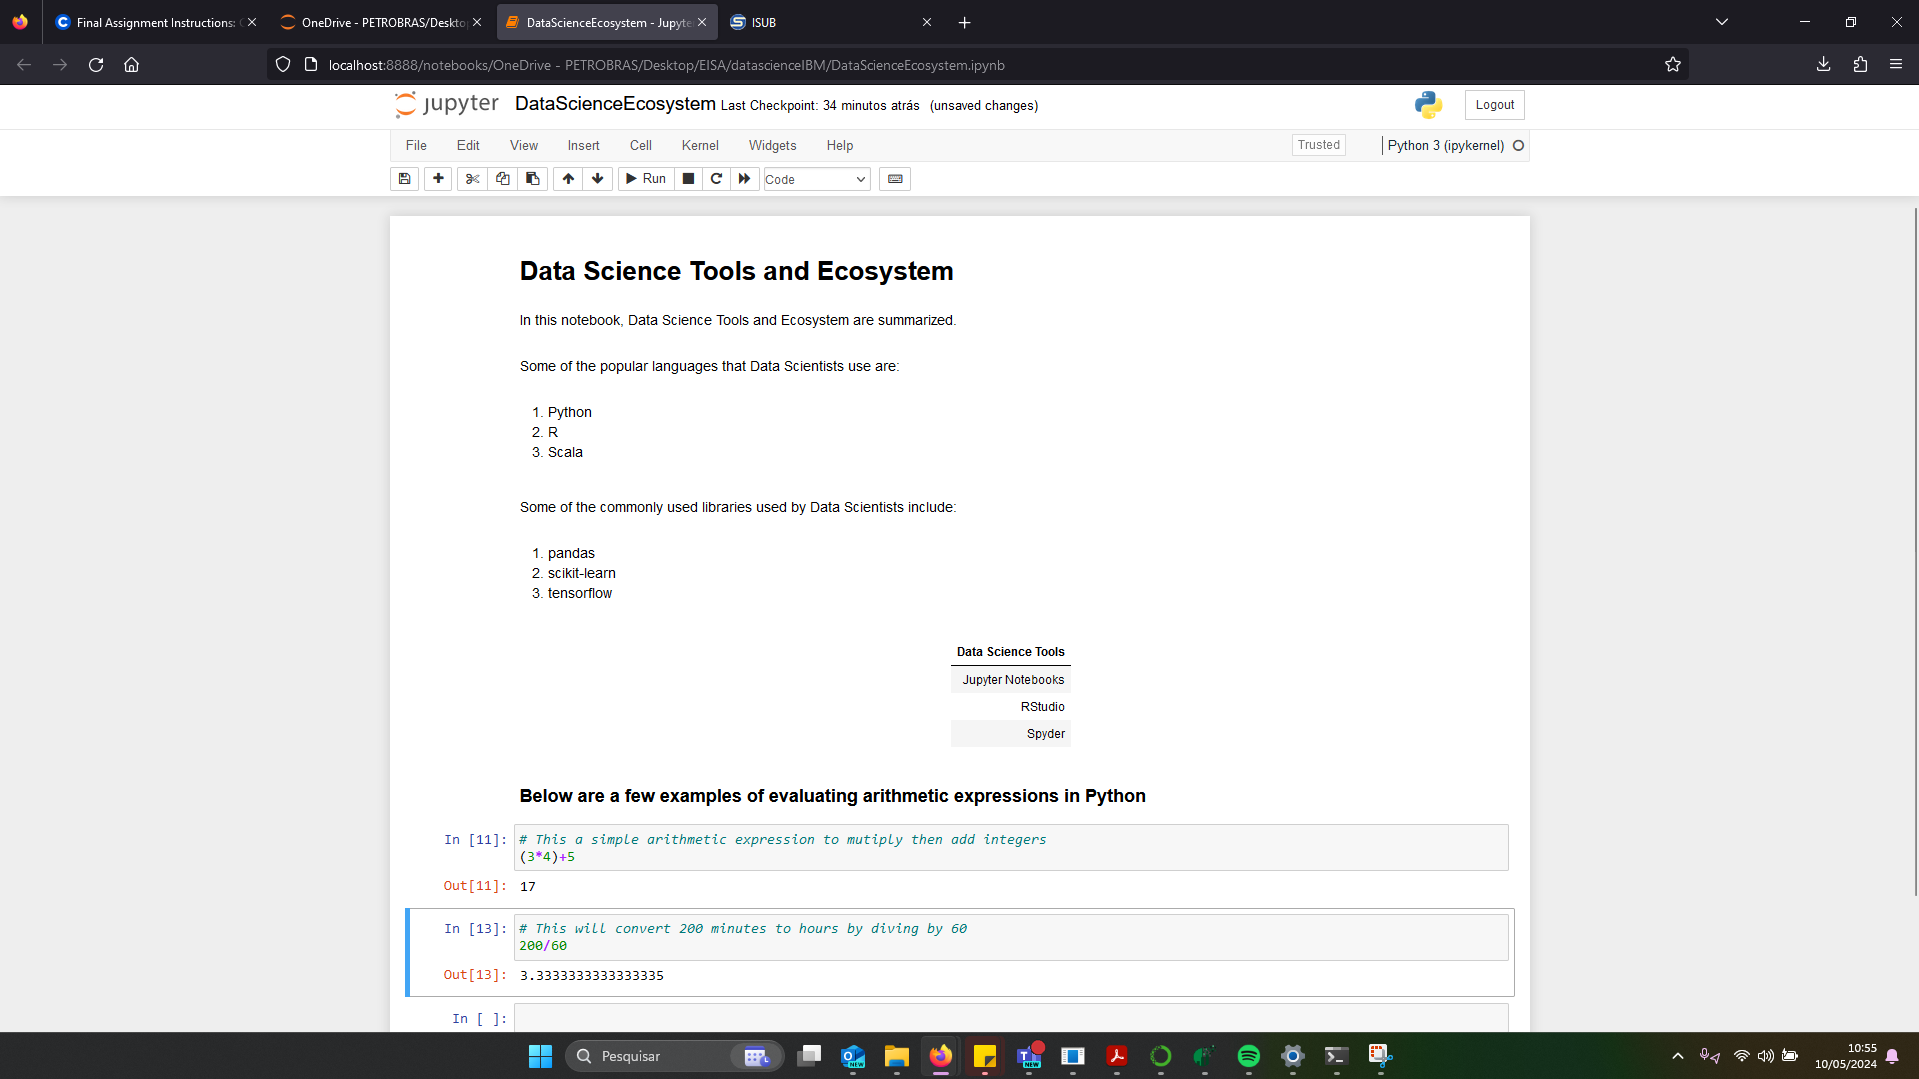 Final Assignment Instructions:
OneDrive - PETROBRAS/Deskto
DataScienceEcosystem - Jupyte
ISUB
localhost:8888/notebooks/OneDrive - PETROBRAS/Desktop/EISA/datascienceIBM/DataScienceEcosystem.ipynb
jupyter DataScienceEcosystem Last Checkpoint: 34 minutos atrás (unsaved changes)
Logout
File Edit View Insert Cell Kernel Widgets Help
Trusted
Python 3 (ipykernel)
Run
Code
Data Science Tools and Ecosystem
In this notebook, Data Science Tools and Ecosystem are summarized.
Some of the popular languages that Data Scientists use are:
1. Python
2. R
3. Scala
Some of the commonly used libraries used by Data Scientists include:
1. pandas
2. scikit-learn
3. tensorflow
Data Science Tools
Jupyter Notebooks
RStudio
Spyder
Below are a few examples of evaluating arithmetic expressions in Python
In [11]: # This a simple arithmetic expression to mutiply then add integers
(3*4)+5
Out[11]: 17
In [13]: # This will convert 200 minutes to hours by diving by 60
200/60
Out[13]: 3.3333333333333335
In [ ]:
Pesquisar
NEW
NEW
10:55
10/05/2024